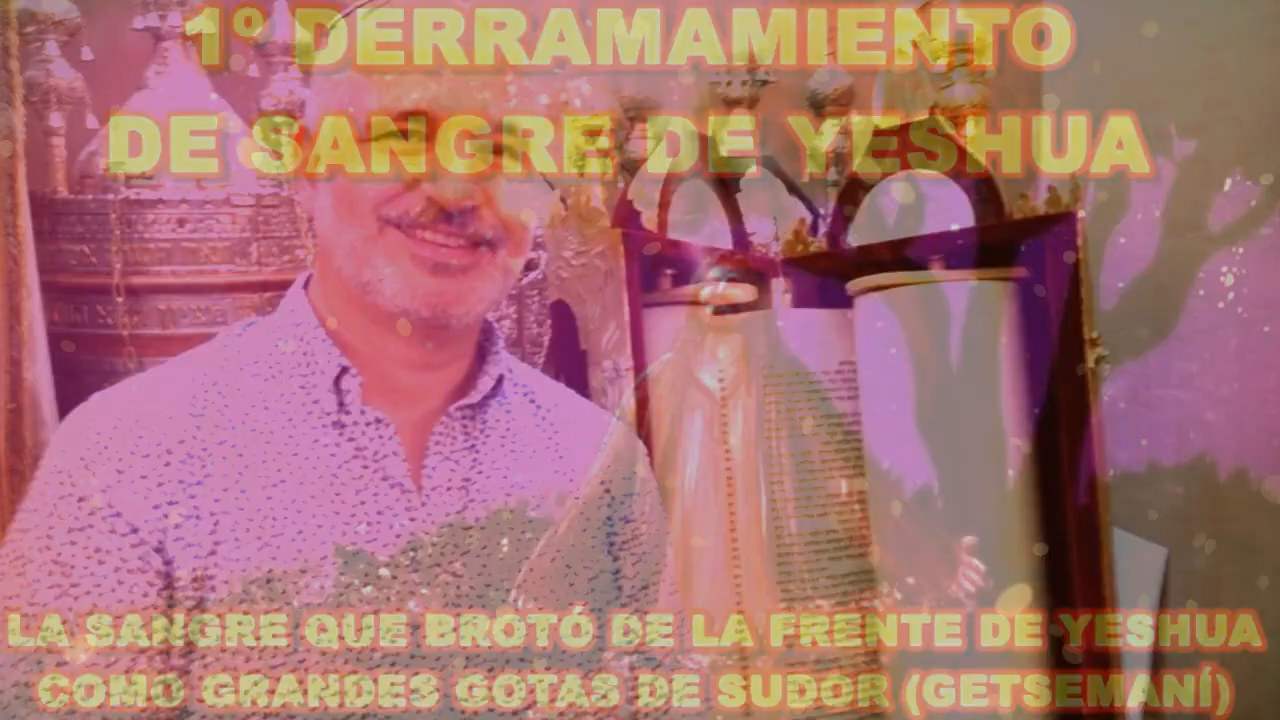 1º DERRAMAMIENTO
DE SANGRE DE YESHUA
LA SANGRE QUE BROTÓ DE LA FRENTE DE YESHUA
COMO GRANDES GOTAS DE SUDOR (GETSEMANÍ)